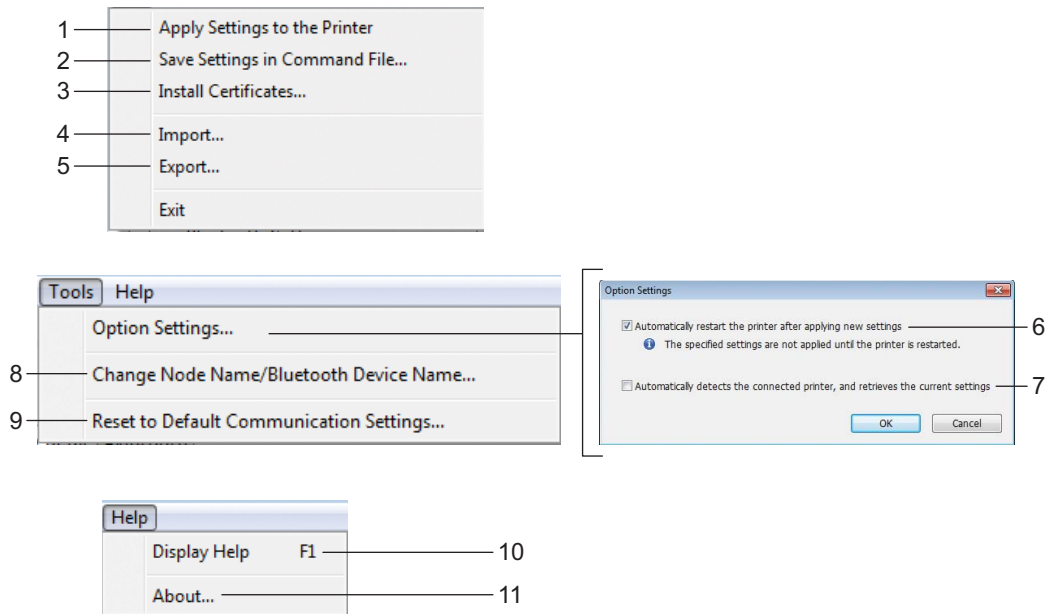 1 Apply Settings to the Printer
2 Save Settings in Command File...
3 Install Certificates...
4 Import...
5 Export...
Exit
Tools Help
Option Settings...
8 Change Node Name/Bluetooth Device Name...
9 Reset to Default Communication Settings...
Option Settings
Automatically restart the printer after applying new settings 6
The specified settings are not applied until the printer is restarted.
Automatically detects the connected printer, and retrieves the current settings 7
OK Cancel
Help
Display Help F1 10
About... 11